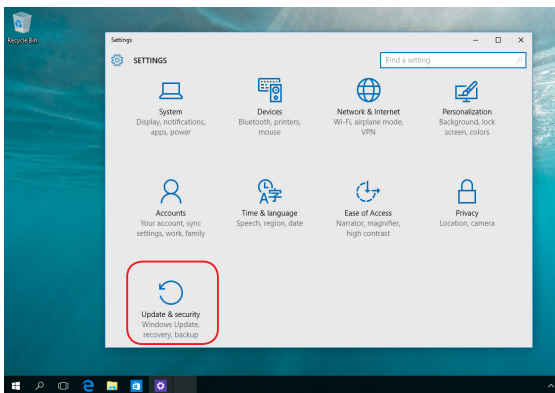 Recycle Bin
Settings
SETTINGS
Find a setting
System
Display, notifications,
apps, power
Devices
Bluetooth, printers,
mouse
Network & Internet
Wi-Fi, airplane mode,
VPN
Personalization
Background, lock
screen, colors
Accounts
Your account, sync
settings, work, family
A字
Time & language
Speech, region, date
Ease of Access
Narrator, magnifier,
high contrast
Privacy
Location, camera
Update & security
Windows Update,
recovery, backup